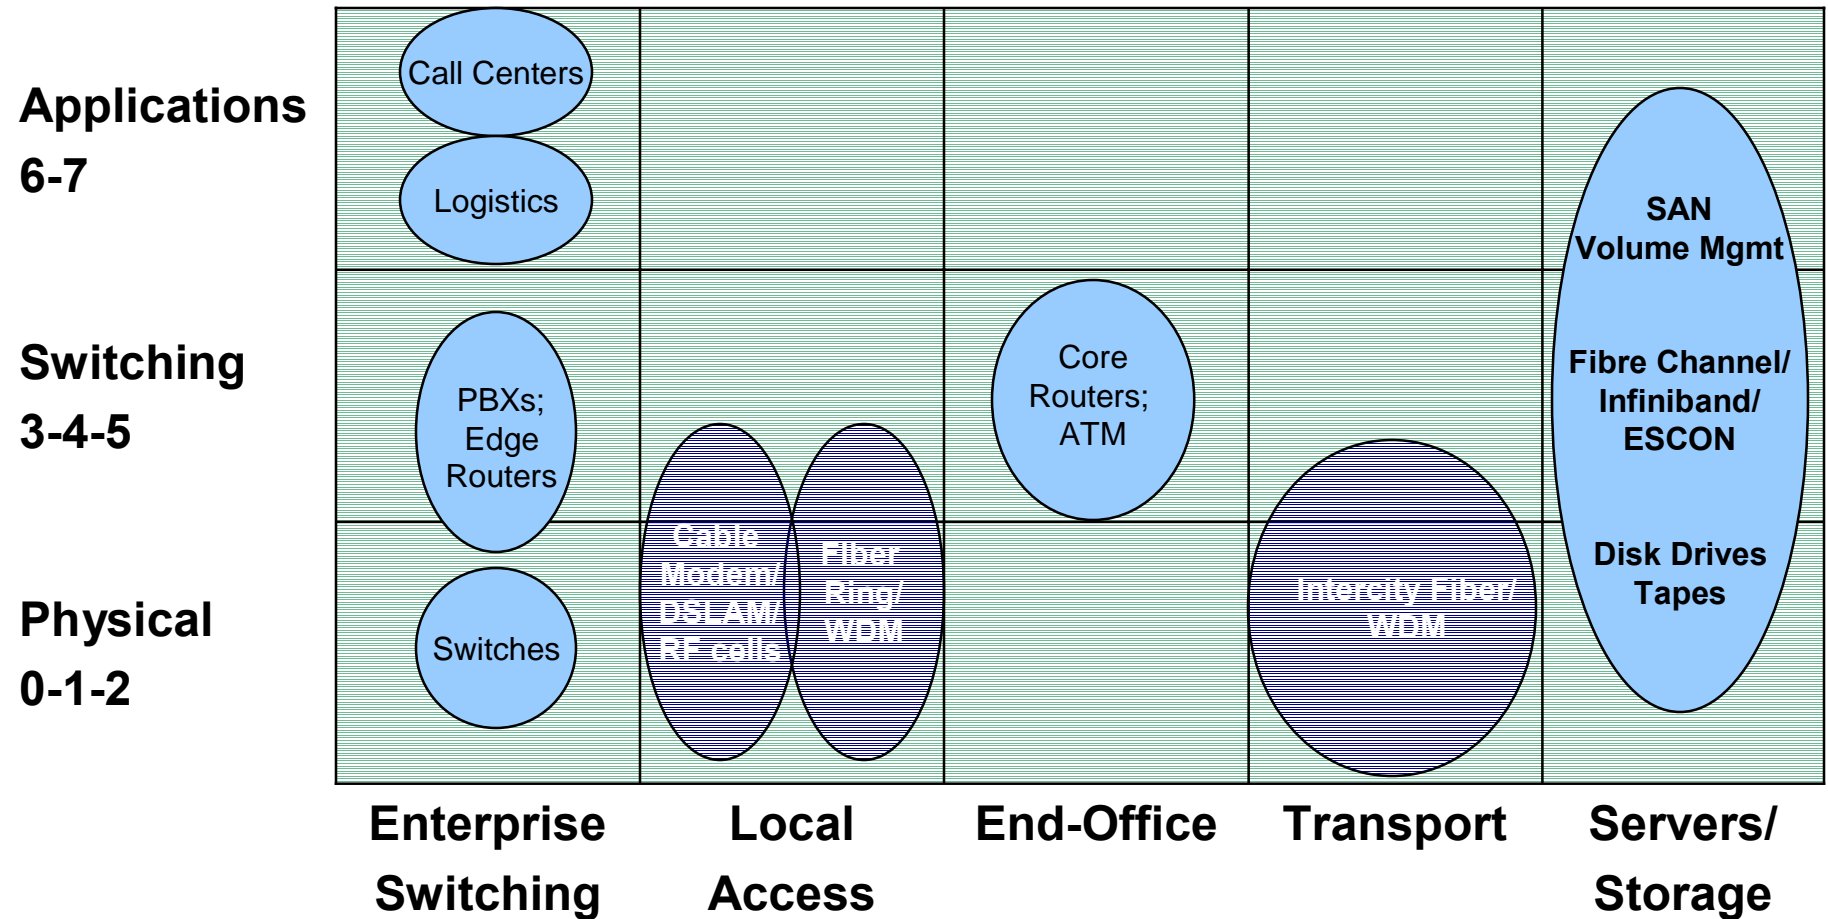 Applications
6-7
Call Centers
Logistics
SAN
Volume Mgmt
Switching
3-4-5
PBXs;
Edge
Routers
Core
Routers;
ATM
Fibre Channel/
Infiniband/
ESCON
Physical
0-1-2
Switches
Cable
Modem/
DSLAM/
RF cells
Fiber
Ring/
WDM
Intercity Fiber/
WDM
Disk Drives
Tapes
Enterprise
Switching
Local
Access
End-Office
Transport
Servers/
Storage